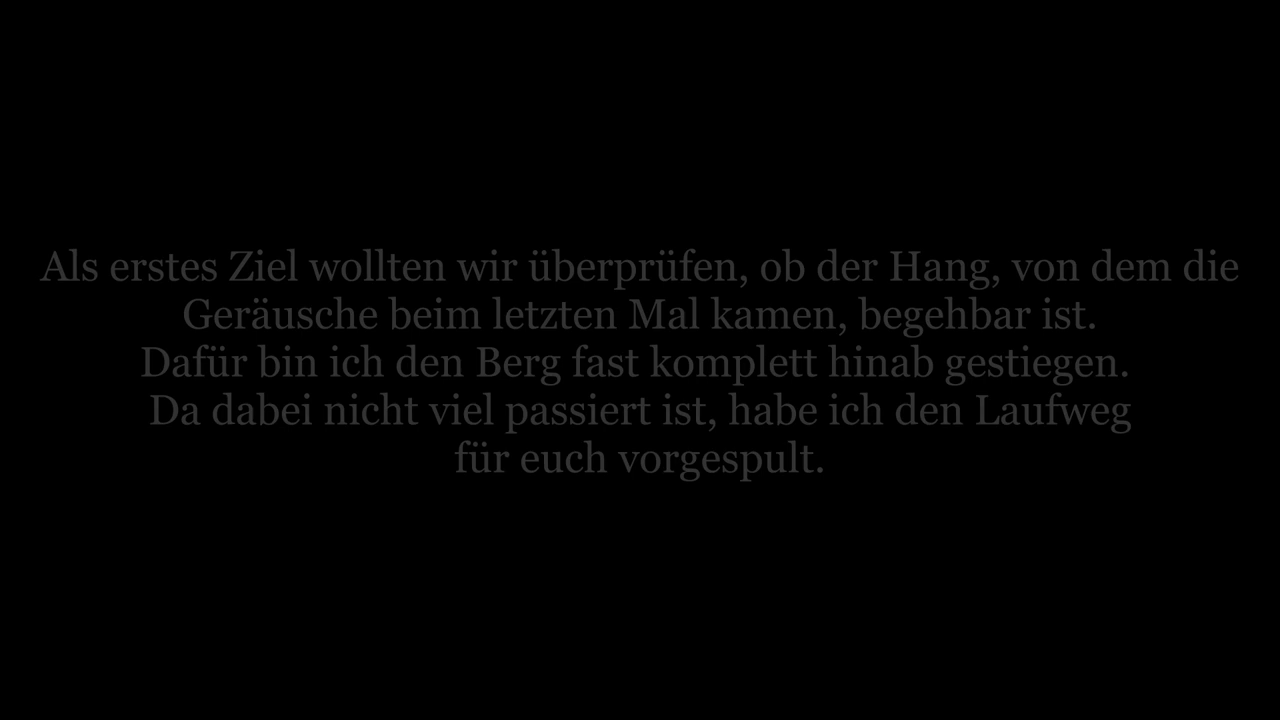 Als erstes Ziel wollten wir überprüfen, ob der Hang, von dem die
Geräusche beim letzten Mal kamen, begehbar ist.
Dafür bin ich den Berg fast komplett hinab gestiegen.
Da dabei nicht viel passiert ist, habe ich den Laufweg
für euch vorgespult.